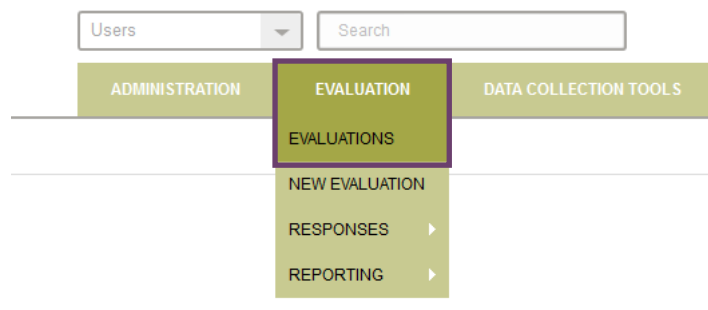 Users Search
ADMINISTRATION EVALUATION DATA COLLECTION TOOLS
EVALUATIONS
NEW EVALUATION
RESPONSES
REPORTING